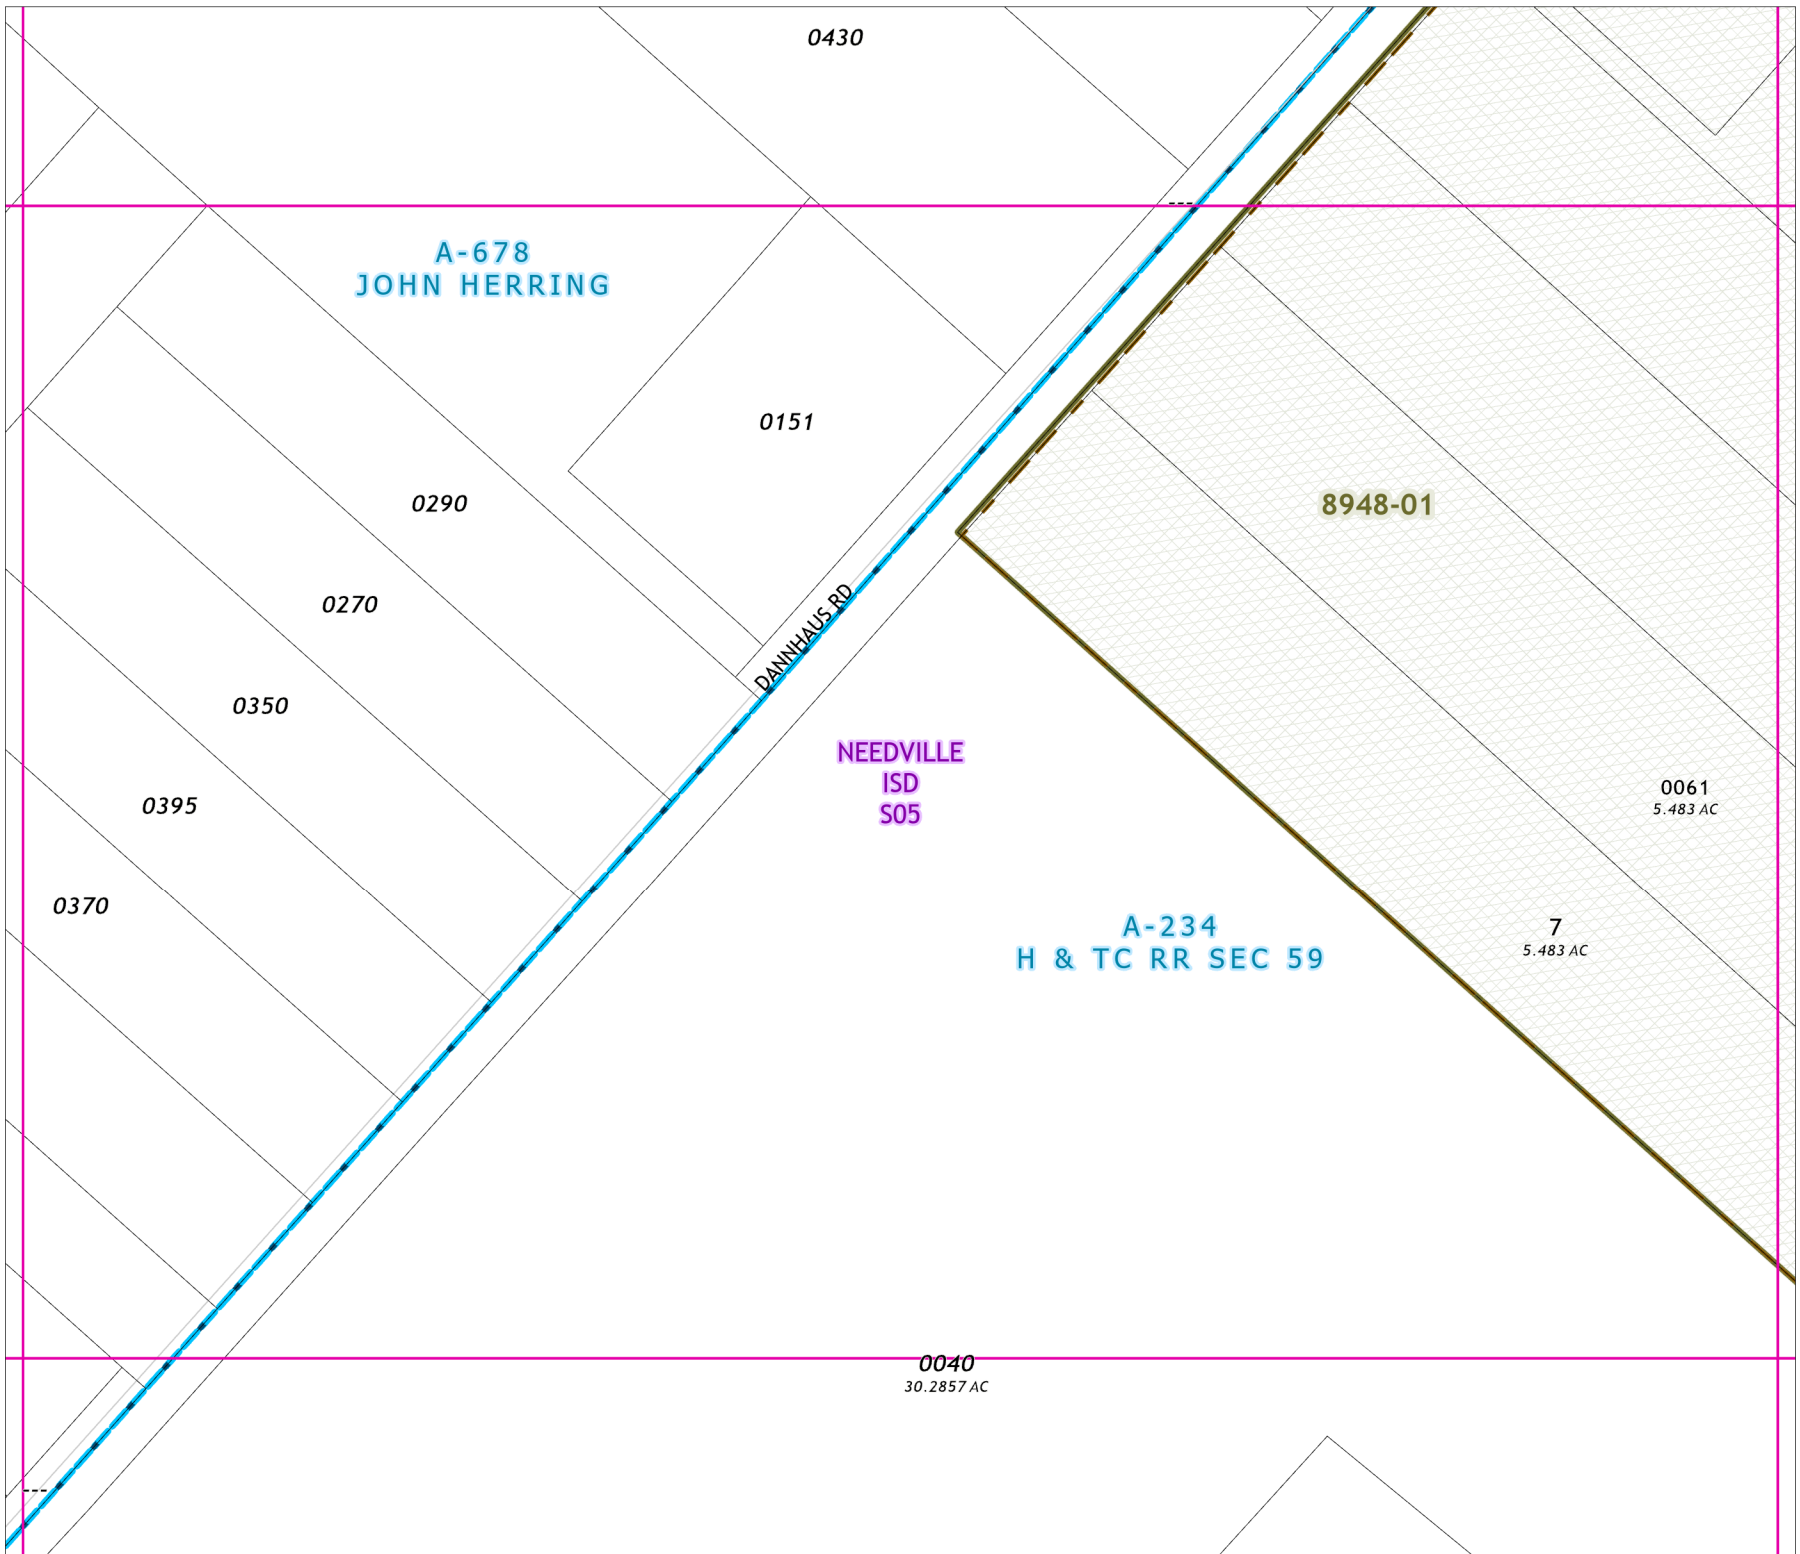 0430
A-678
JOHN HERRING
0151
0290
8948-01
0270
DANNHAUS RD
0350
NEEDVILLE
ISD
S05
0061
5.483 AC
0395
0370
A-234
H & TC RR SEC 59
7
5.483 AC
0040
30.2857 AC